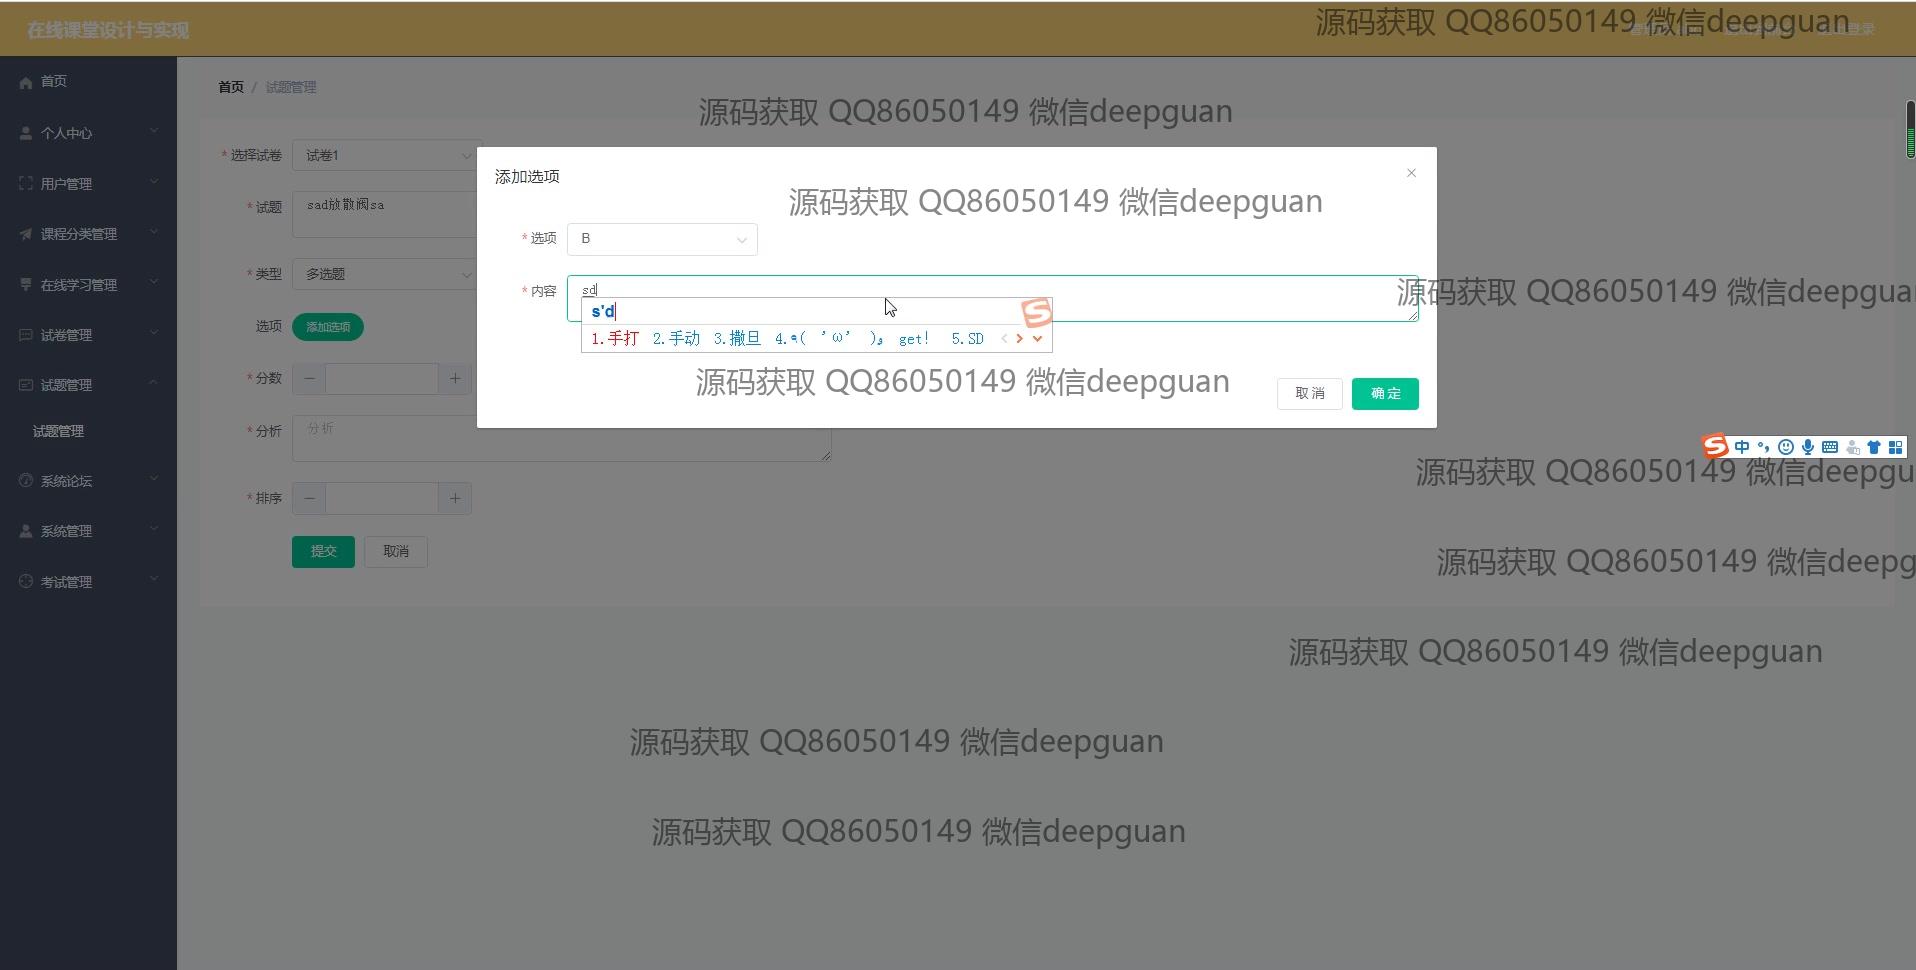 在线课堂设计与实现
源码获取 QQ86050149 微信deepguan
首页
个人中心
用户管理
课程分类管理
在线学习管理
试卷管理
试题管理
试题管理
系统论坛
系统管理
考试管理
首页 / 试题管理
源码获取 QQ86050149 微信deepguan
* 选择试卷 试卷1
* 试题 sad放散阀sa
* 类型 多选题
选项 添加选项
* 分数 − +
* 分析 分析
* 排序 − +
提交 取消
添加选项 ×
源码获取 QQ86050149 微信deepguan
* 选项 B
* 内容 sd
s'd
1.手打 2.手动 3.撒旦 4.٩( 'ω' )و get! 5.SD
源码获取 QQ86050149 微信deepguan
取消 确定
源码获取 QQ86050149 微信deepgua
中
源码获取 QQ86050149 微信deepgu
源码获取 QQ86050149 微信deepg
源码获取 QQ86050149 微信deepguan
源码获取 QQ86050149 微信deepguan
源码获取 QQ86050149 微信deepguan